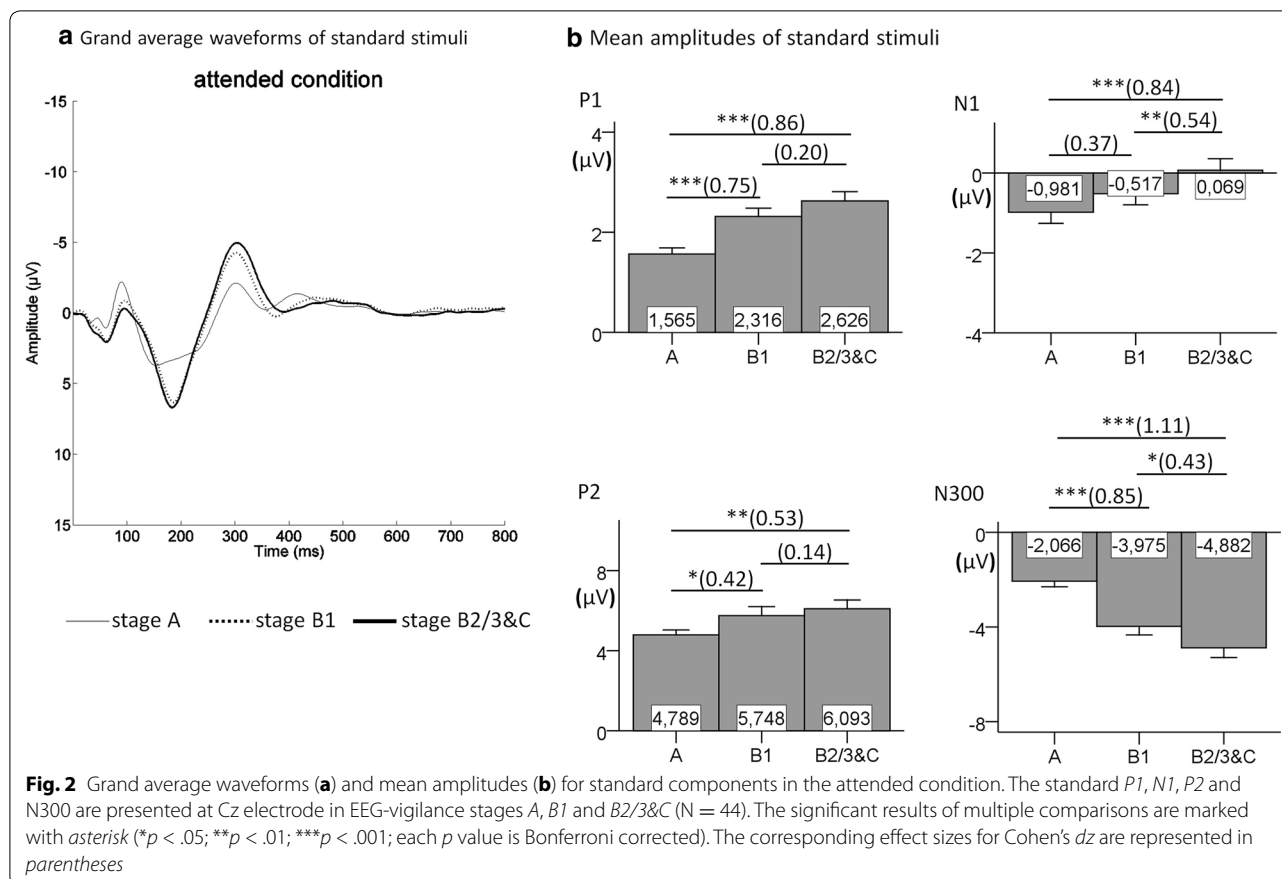 a Grand average waveforms of standard stimuli
attended condition
-15
-10
-5
0
5
10
15
Amplitude (µV)
100 200 300 400 500 600 700 800
Time (ms)
stage A stage B1 stage B2/3&C
b Mean amplitudes of standard stimuli
P1
(µV)
4
2
0
***(0.86)
(0.20)
***(0.75)
1,565 2,316 2,626
A B1 B2/3&C
N1
(µV)
0
-2
-4
***(0.84)
**(0.54)
(0.37)
-0,981 -0,517 0,069
A B1 B2/3&C
P2
(µV)
8
4
0
**(0.53)
(0.14)
*(0.42)
4,789 5,748 6,093
A B1 B2/3&C
N300
(µV)
0
-4
-8
***(1.11)
*(0.43)
***(0.85)
-2,066 -3,975 -4,882
A B1 B2/3&C
Fig. 2 Grand average waveforms (a) and mean amplitudes (b) for standard components in the attended condition. The standard P1, N1, P2 and
N300 are presented at Cz electrode in EEG-vigilance stages A, B1 and B2/3&C (N = 44). The significant results of multiple comparisons are marked
with asterisk (*p < .05; **p < .01; ***p < .001; each p value is Bonferroni corrected). The corresponding effect sizes for Cohen's dz are represented in
parentheses